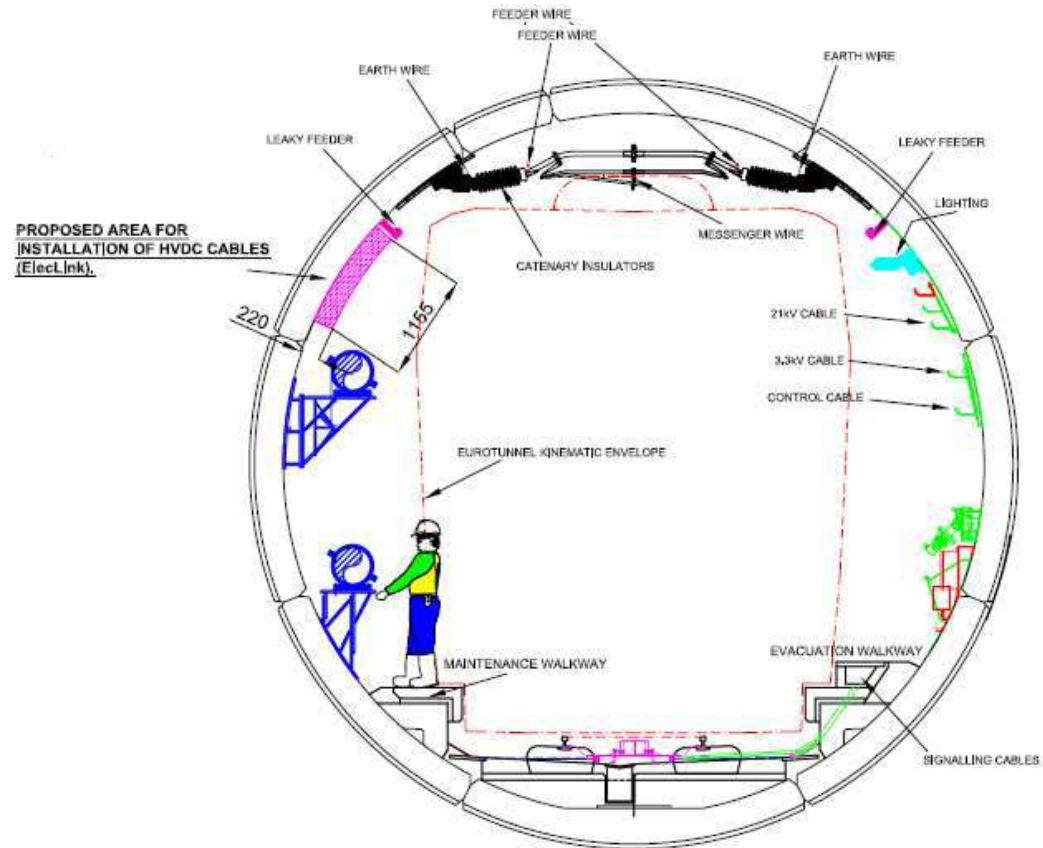 FEEDER WIRE
FEEDER WIRE
EARTH WIRE
EARTH WIRE
LEAKY FEEDER
LEAKY FEEDER
LIGHTING
PROPOSED AREA FOR
INSTALLATION OF HVDC CABLES
(ElecLink).
MESSENGER WIRE
CATENARY INSULATORS
220
1165
21kV CABLE
3.3kV CABLE
CONTROL CABLE
EUROTUNNEL KINEMATIC ENVELOPE
MAINTENANCE WALKWAY
EVACUATION WALKWAY
SIGNALLING CABLES